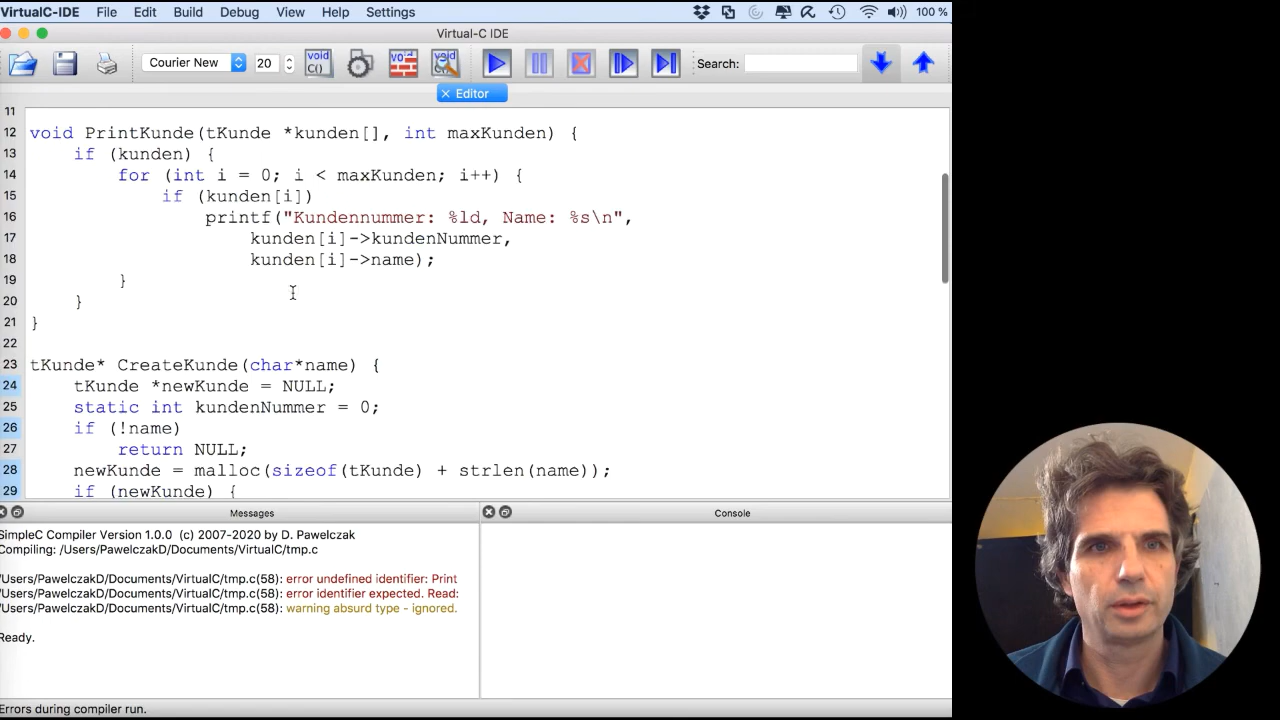 VirtualC-IDE File Edit Build Debug View Help Settings 100 %
Virtual-C IDE
Courier New 20 void C() Search:
Editor
11
12 void PrintKunde(tKunde *kunden[], int maxKunden) {
13 if (kunden) {
14 for (int i = 0; i < maxKunden; i++) {
15 if (kunden[i])
16 printf("Kundennummer: %ld, Name: %s\n",
17 kunden[i]->kundenNummer,
18 kunden[i]->name);
19 }
20 }
21 }
22
23 tKunde* CreateKunde(char*name) {
24 tKunde *newKunde = NULL;
25 static int kundenNummer = 0;
26 if (!name)
27 return NULL;
28 newKunde = malloc(sizeof(tKunde) + strlen(name));
29 if (newKunde) {
Messages
SimpleC Compiler Version 1.0.0 (c) 2007-2020 by D. Pawelczak
Compiling: /Users/PawelczakD/Documents/VirtualC/tmp.c
/Users/PawelczakD/Documents/VirtualC/tmp.c(58): error undefined identifier: Print
/Users/PawelczakD/Documents/VirtualC/tmp.c(58): error identifier expected. Read:
/Users/PawelczakD/Documents/VirtualC/tmp.c(58): warning absurd type - ignored.
Ready.
Console
Errors during compiler run.